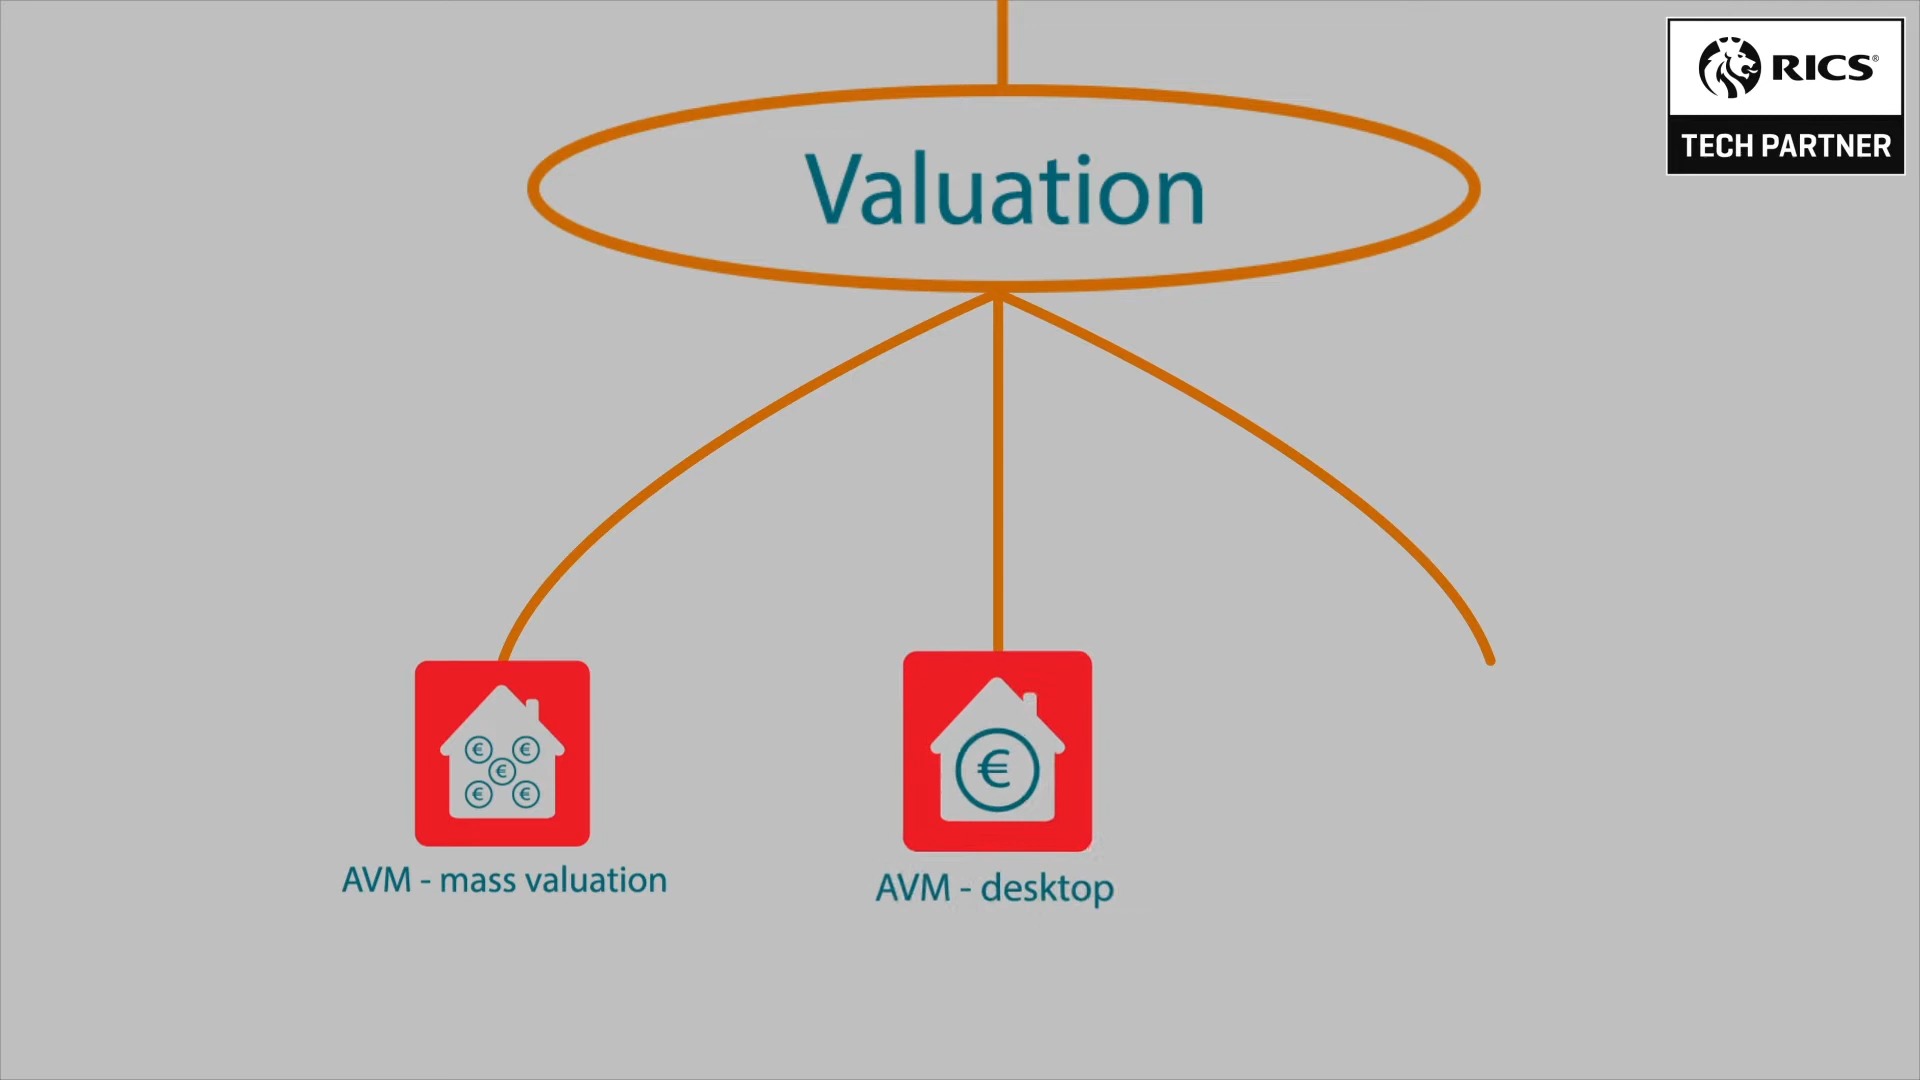 RICS®
TECH PARTNER
Valuation
€ €
€
€ €
€
AVM - mass valuation
AVM - desktop